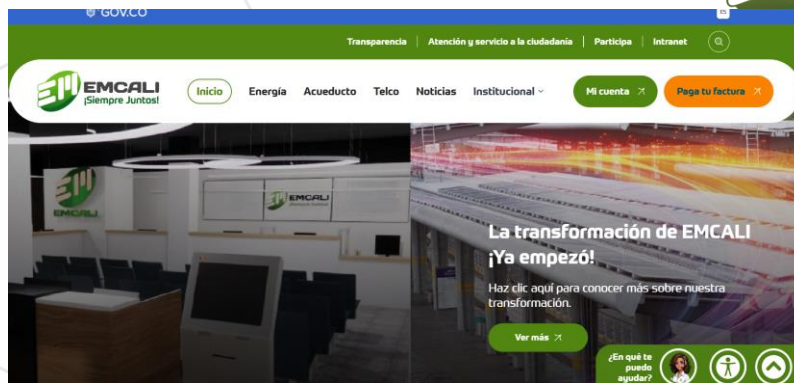 GOV.CO
ES
Transparencia | Atención y servicio a la ciudadanía | Participa | Intranet
EMCALI
¡Siempre Juntos!
Inicio Energía Acueducto Telco Noticias Institucional Mi cuenta Paga tu factura
EMCALI
EMCALI
La transformación de EMCALI
¡Ya empezó!
Haz clic aquí para conocer más sobre nuestra
transformación.
Ver más
¿En qué te
puedo
ayudar?